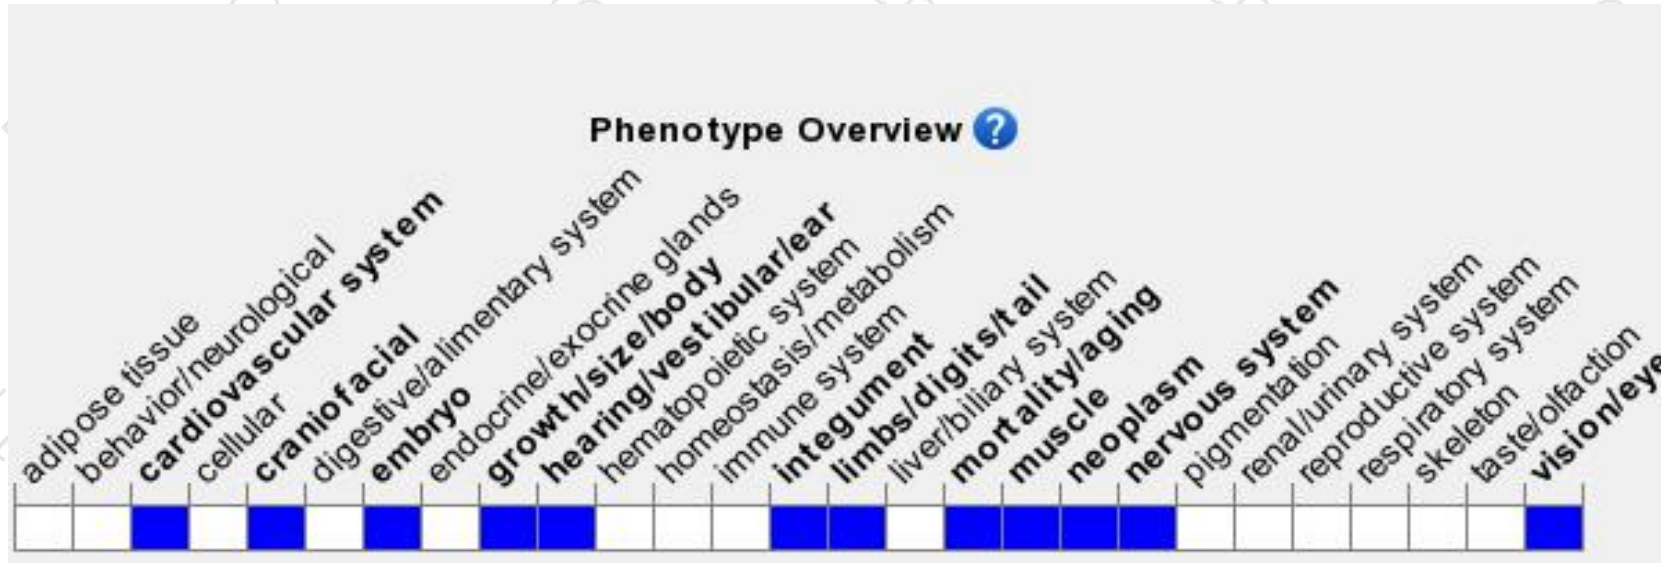 Phenotype Overview ?
adipose tissue
behavior/neurological
cardiovascular system
cellular
craniofacial
digestive/alimentary system
embryo
endocrine/exocrine glands
growth/size/body
hearing/vestibular/ear
hematopoietic system
homeostasis/metabolism
immune system
integument
limbs/digits/tail
liver/biliary system
mortality/aging
muscle
neoplasm
nervous system
pigmentation
renal/urinary system
reproductive system
respiratory system
skeleton
taste/olfaction
vision/eye